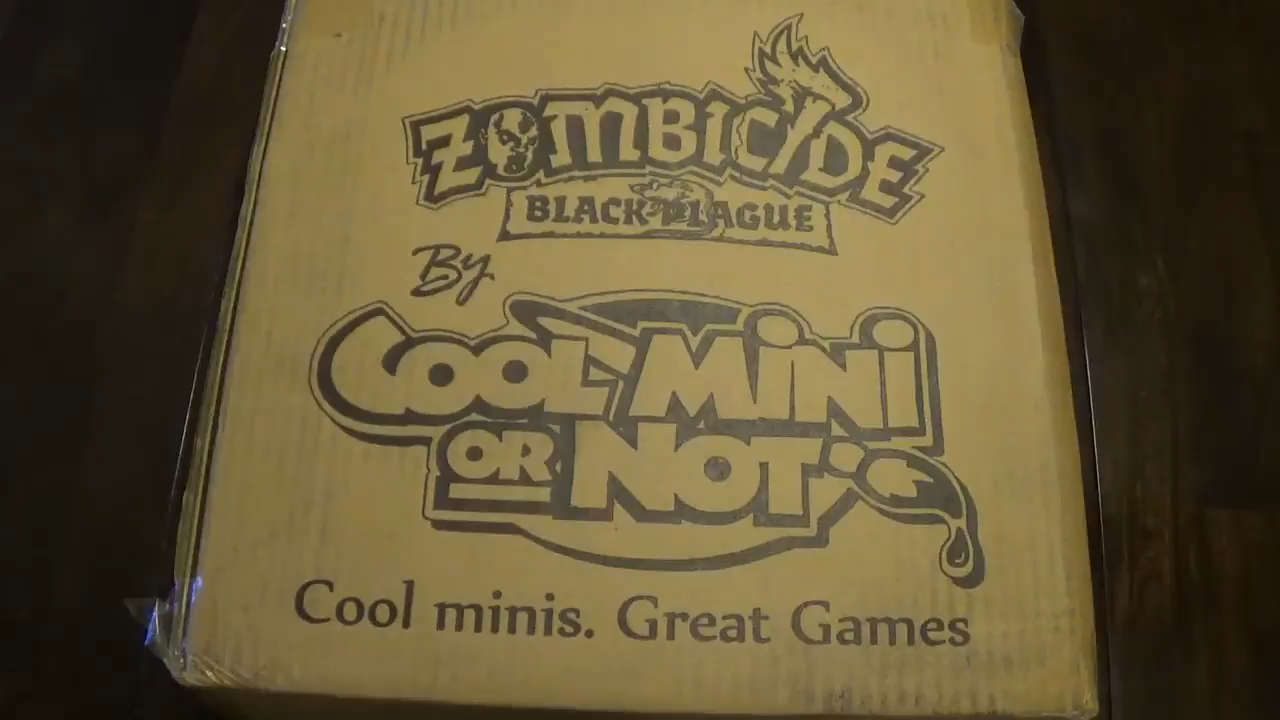 ZOMBICIDE
BLACK PLAGUE
By
COOL MINI
OR NOT
Cool minis. Great Games